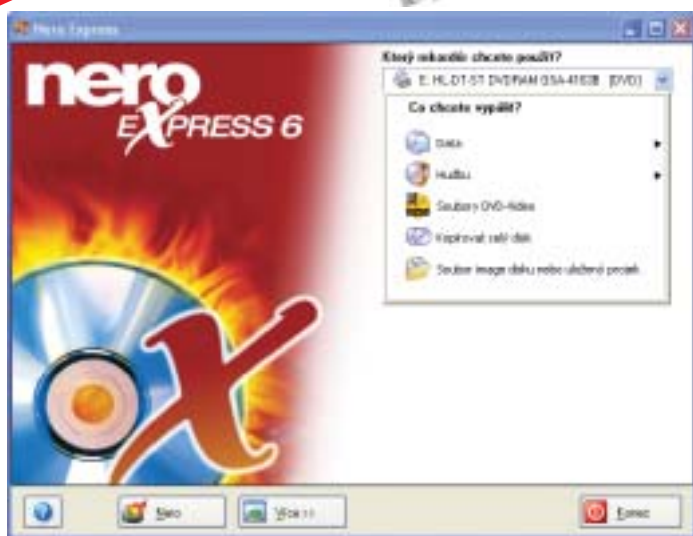 Nero Express
nero
EXPRESS 6
Který rekordér chcete použít?
E: HL-DT-ST DVDRAM GSA-4163B [DVD]
Co chcete vypálit?
Data
Hudbu
Soubory DVD-Video
Kopírovat celý disk
Soubor image disku nebo uložený projekt
Nero
Více >>
Konec